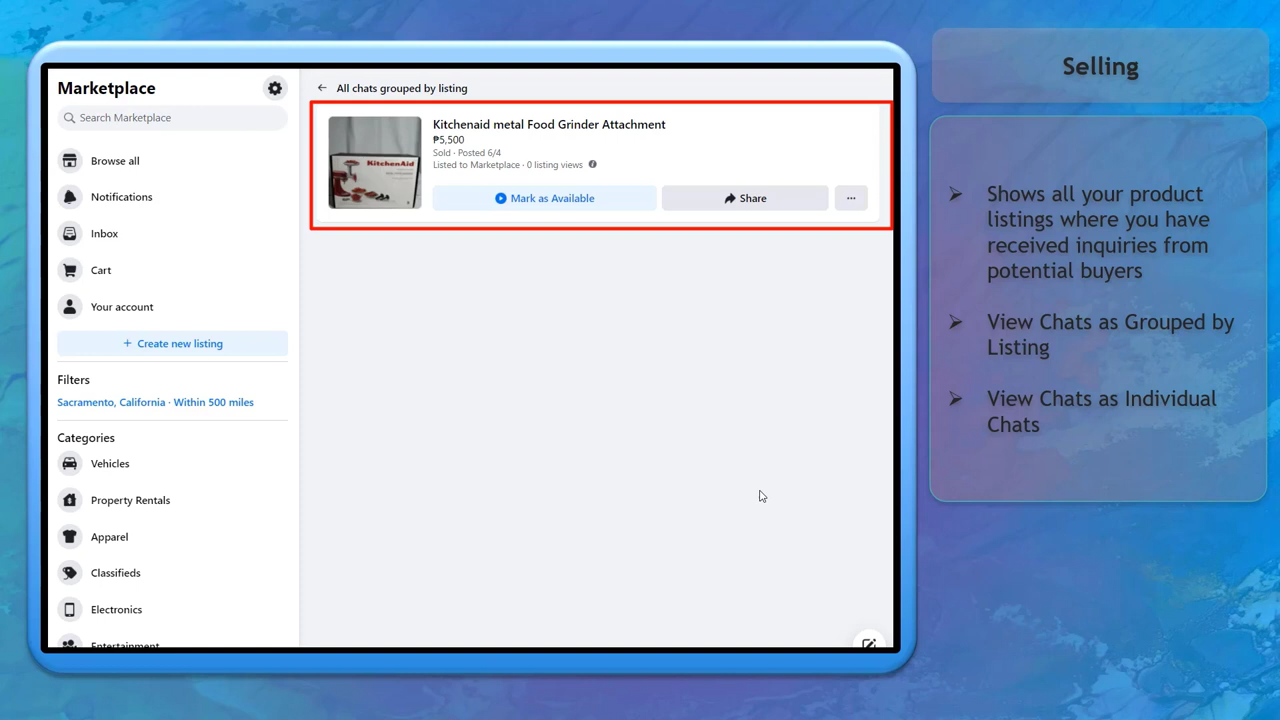 Marketplace
Search Marketplace
Browse all
Notifications
Inbox
Cart
Your account
+ Create new listing
Filters
Sacramento, California · Within 500 miles
Categories
Vehicles
Property Rentals
Apparel
Classifieds
Electronics
Entertainment
All chats grouped by listing
KitchenAid
Kitchenaid metal Food Grinder Attachment
₱5,500
Sold · Posted 6/4
Listed to Marketplace · 0 listing views
Mark as Available
Share
Selling
Shows all your product
listings where you have
received inquiries from
potential buyers
View Chats as Grouped by
Listing
View Chats as Individual
Chats